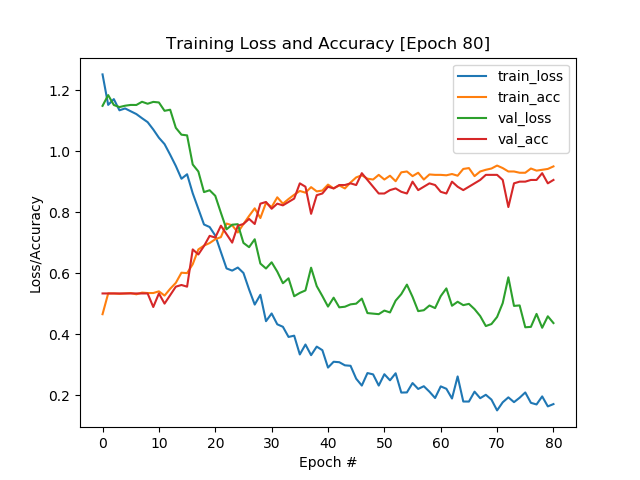 Training Loss and Accuracy [Epoch 80]
train_loss
train_acc
val_loss
val_acc
Loss/Accuracy
1.2
1.0
0.8
0.6
0.4
0.2
0 10 20 30 40 50 60 70 80
Epoch #